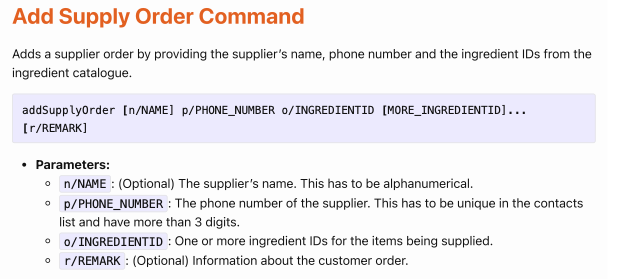 Add Supply Order Command
Adds a supplier order by providing the supplier's name, phone number and the ingredient IDs from the
ingredient catalogue.
addSupplyOrder [n/NAME] p/PHONE_NUMBER o/INGREDIENTID [MORE_INGREDIENTID]...
[r/REMARK]
• Parameters:
◦ n/NAME : (Optional) The supplier's name. This has to be alphanumerical.
◦ p/PHONE_NUMBER : The phone number of the supplier. This has to be unique in the contacts
list and have more than 3 digits.
◦ o/INGREDIENTID : One or more ingredient IDs for the items being supplied.
◦ r/REMARK : (Optional) Information about the customer order.